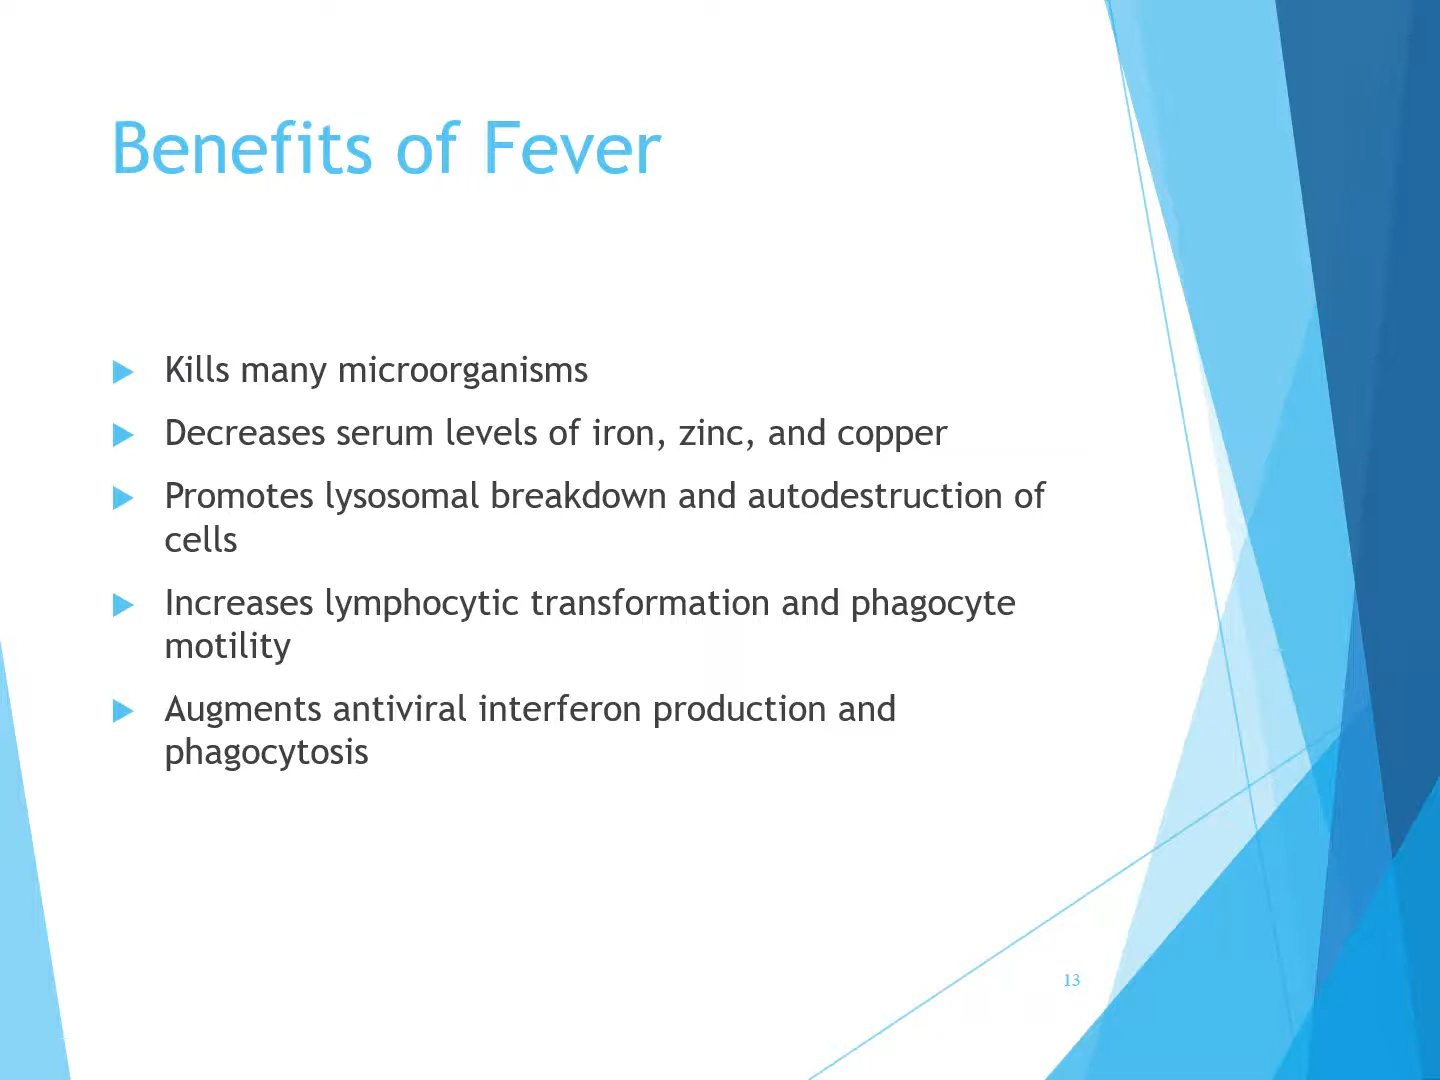 Benefits of Fever
Kills many microorganisms
Decreases serum levels of iron, zinc, and copper
Promotes lysosomal breakdown and autodestruction of
cells
Increases lymphocytic transformation and phagocyte
motility
Augments antiviral interferon production and
phagocytosis
13